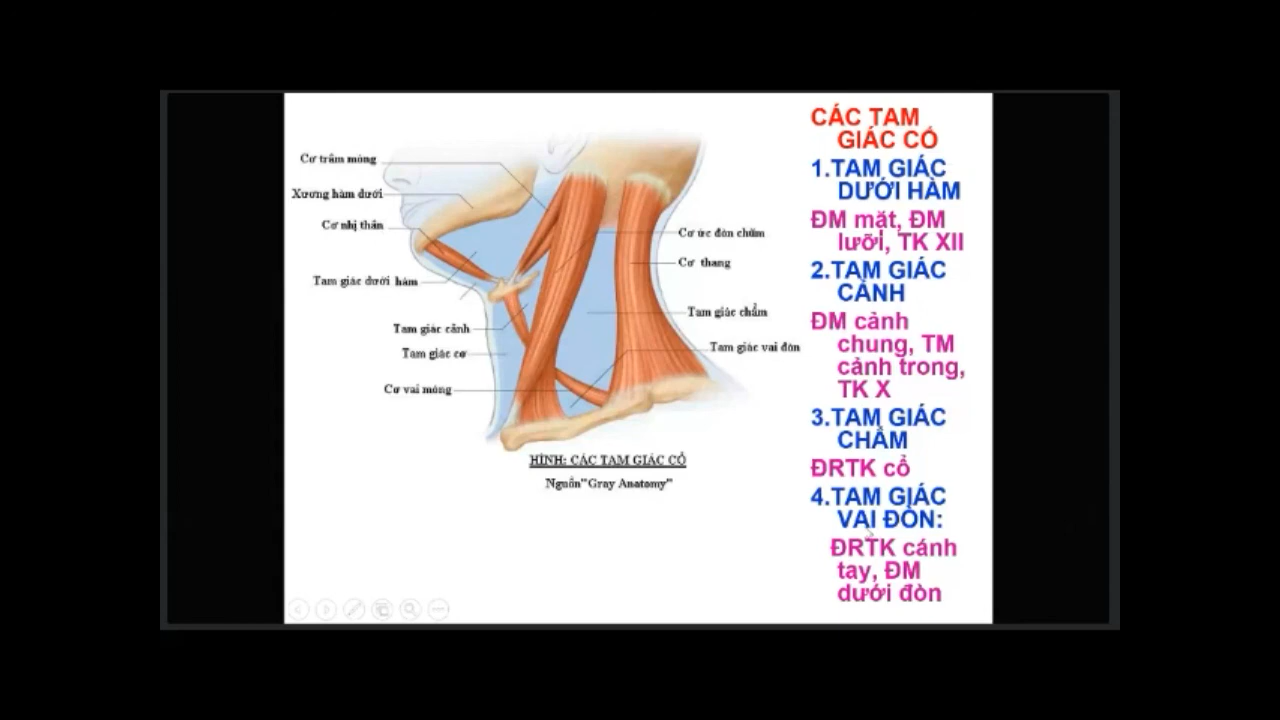 Cơ trâm móng
Xương hàm dưới
Cơ nhị thân
Tam giác dưới hàm
Tam giác cảnh
Tam giác cơ
Cơ vai móng
Cơ ức đòn chũm
Cơ thang
Tam giác chẩm
Tam giác vai đòn
HÌNH: CÁC TAM GIÁC CỔ
Nguồn"Gray Anatomy"
CÁC TAM
GIÁC CỔ
1.TAM GIÁC
DƯỚI HÀM
ĐM mặt, ĐM
lưỡi, TK XII
2.TAM GIÁC
CẢNH
ĐM cảnh
chung, TM
cảnh trong,
TK X
3.TAM GIÁC
CHẨM
ĐRTK cổ
4.TAM GIÁC
VAI ĐÒN:
ĐRTK cánh
tay, ĐM
dưới đòn